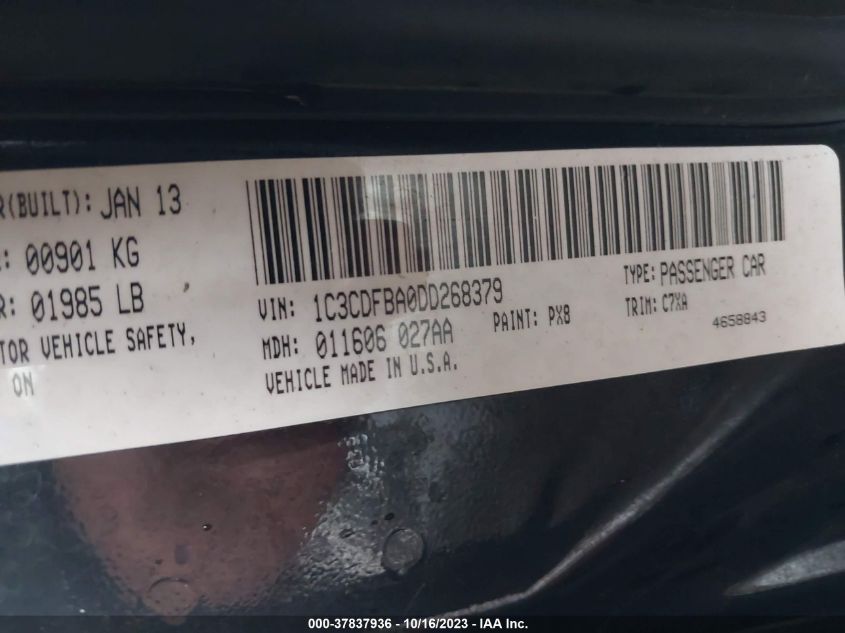 R(BUILT): JAN 13
: 00901 KG
R: 01985 LB
TOR VEHICLE SAFETY,
ON
VIN: 1C3CDFBA0DD268379
TYPE: PASSENGER CAR
MDH: 011606 027AA
PAINT: PX8
TRIM: C7XA
VEHICLE MADE IN U.S.A.
4658843
000-37837936 - 10/16/2023 - IAA Inc.